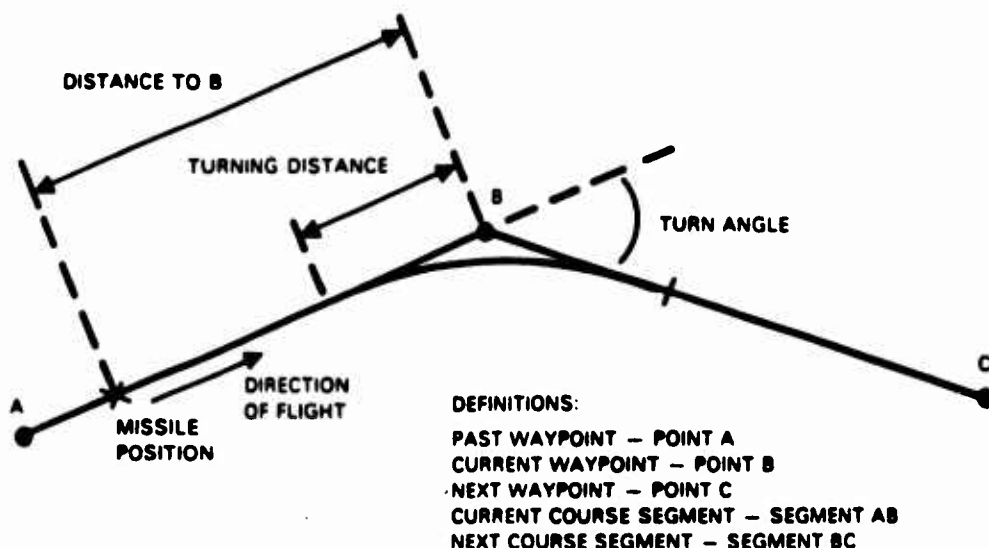 DISTANCE TO B
TURNING DISTANCE
B
TURN ANGLE
A
DIRECTION
OF FLIGHT
MISSILE
POSITION
C
DEFINITIONS:
PAST WAYPOINT – POINT A
CURRENT WAYPOINT – POINT B
NEXT WAYPOINT – POINT C
CURRENT COURSE SEGMENT – SEGMENT AB
NEXT COURSE SEGMENT – SEGMENT BC